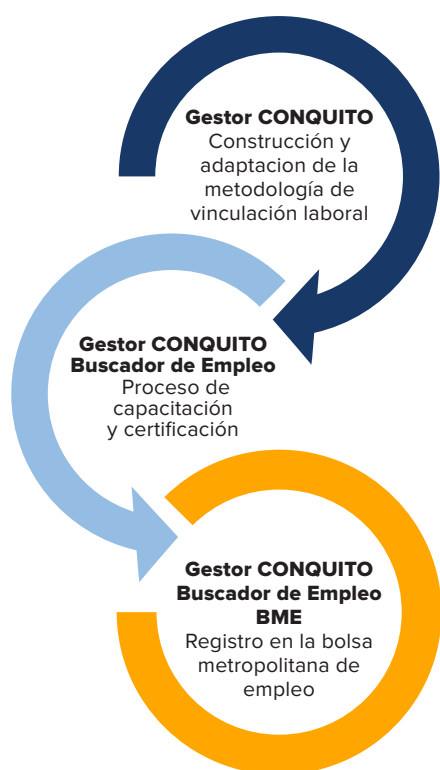 Gestor CONQUITO
Construcción y
adaptacion de la
metodología de
vinculación laboral
Gestor CONQUITO
Buscador de Empleo
Proceso de
capacitación
y certificación
Gestor CONQUITO
Buscador de Empleo
BME
Registro en la bolsa
metropolitana de
empleo